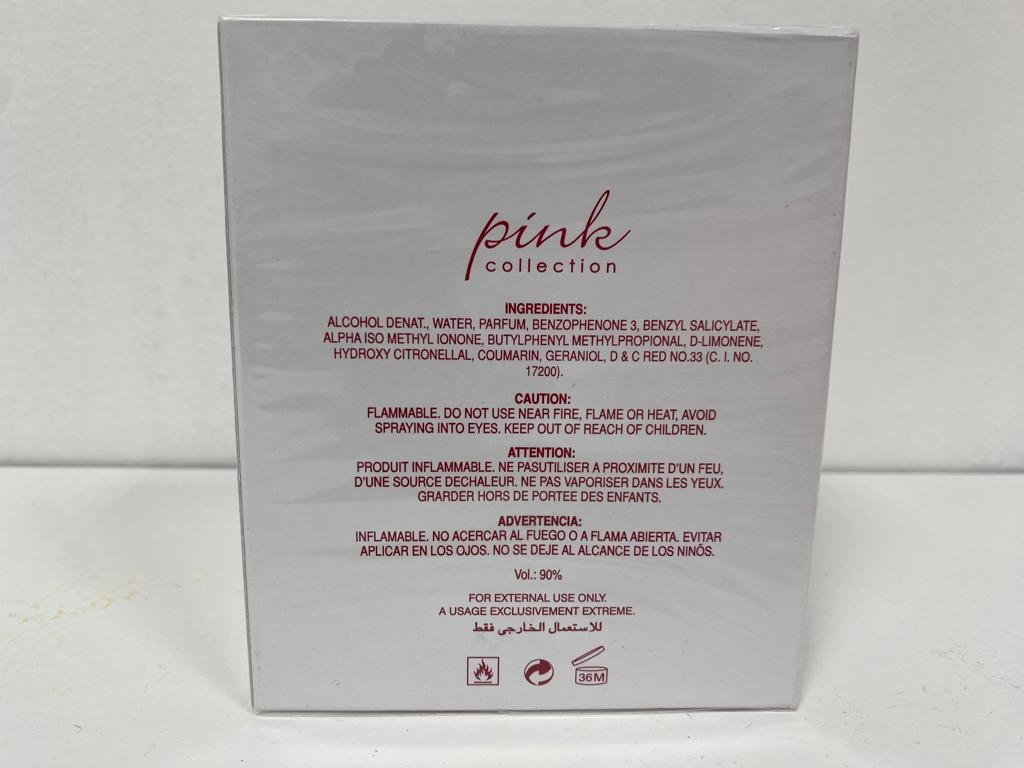 pink
collection
INGREDIENTS:
ALCOHOL DENAT., WATER, PARFUM, BENZOPHENONE 3, BENZYL SALICYLATE,
ALPHA ISO METHYL IONONE, BUTYLPHENYL METHYLPROPIONAL, D-LIMONENE,
HYDROXY CITRONELLAL, COUMARIN, GERANIOL, D & C RED NO.33 (C. I. NO.
17200).
CAUTION:
FLAMMABLE. DO NOT USE NEAR FIRE, FLAME OR HEAT, AVOID
SPRAYING INTO EYES. KEEP OUT OF REACH OF CHILDREN.
ATTENTION:
PRODUIT INFLAMMABLE. NE PASUTILISER A PROXIMITE D'UN FEU,
D'UNE SOURCE DECHALEUR. NE PAS VAPORISER DANS LES YEUX.
GRARDER HORS DE PORTEE DES ENFANTS.
ADVERTENCIA:
INFLAMABLE. NO ACERCAR AL FUEGO O A FLAMA ABIERTA. EVITAR
APLICAR EN LOS OJOS. NO SE DEJE AL ALCANCE DE LOS NINÕS.
Vol.: 90%
FOR EXTERNAL USE ONLY.
A USAGE EXCLUSIVEMENT EXTREME.
للاستعمال الخارجى فقط
36M